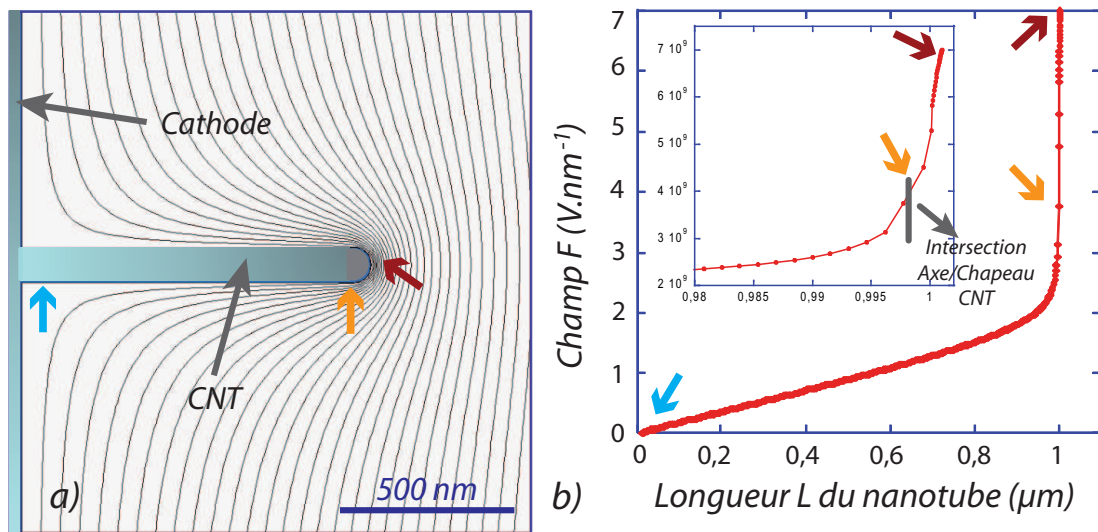 Cathode
CNT
500 nm
a)
Champ F (V.nm⁻¹)
7
6
5
4
3
2
1
0
7 10⁹
6 10⁹
5 10⁹
4 10⁹
3 10⁹
2 10⁹
0,98
0,985
0,99
0,995
1
Intersection
Axe/Chapeau
CNT
0
0,2
0,4
0,6
0,8
1
b)
Longueur L du nanotube (µm)